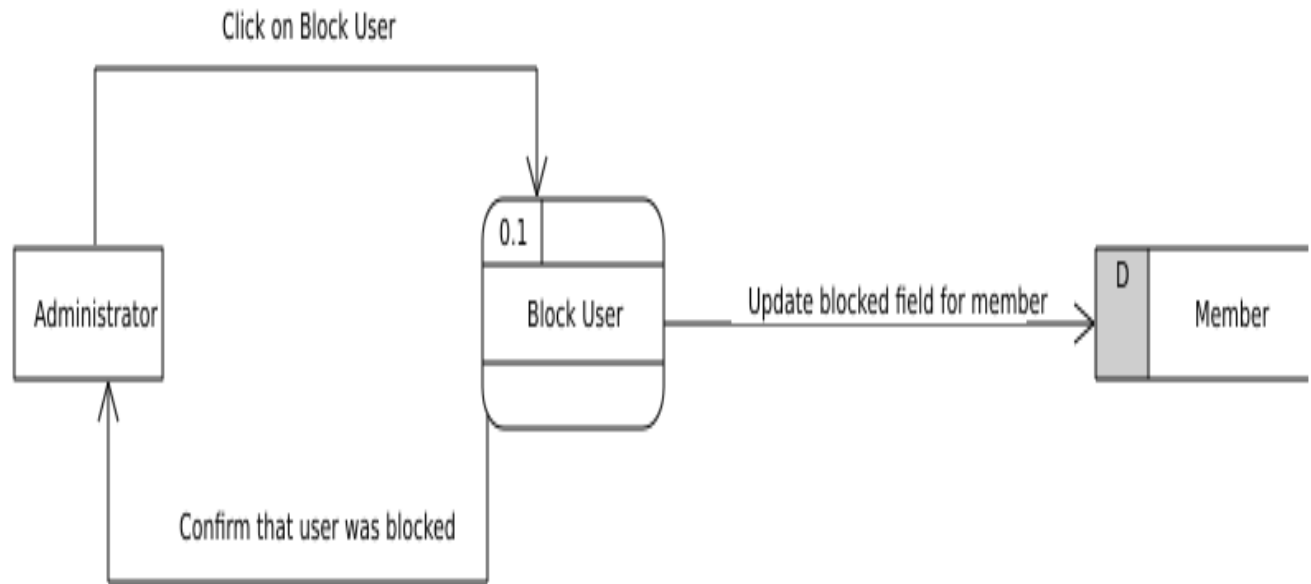 Click on Block User
0.1
Administrator
Block User
Update blocked field for member
D
Member
Confirm that user was blocked